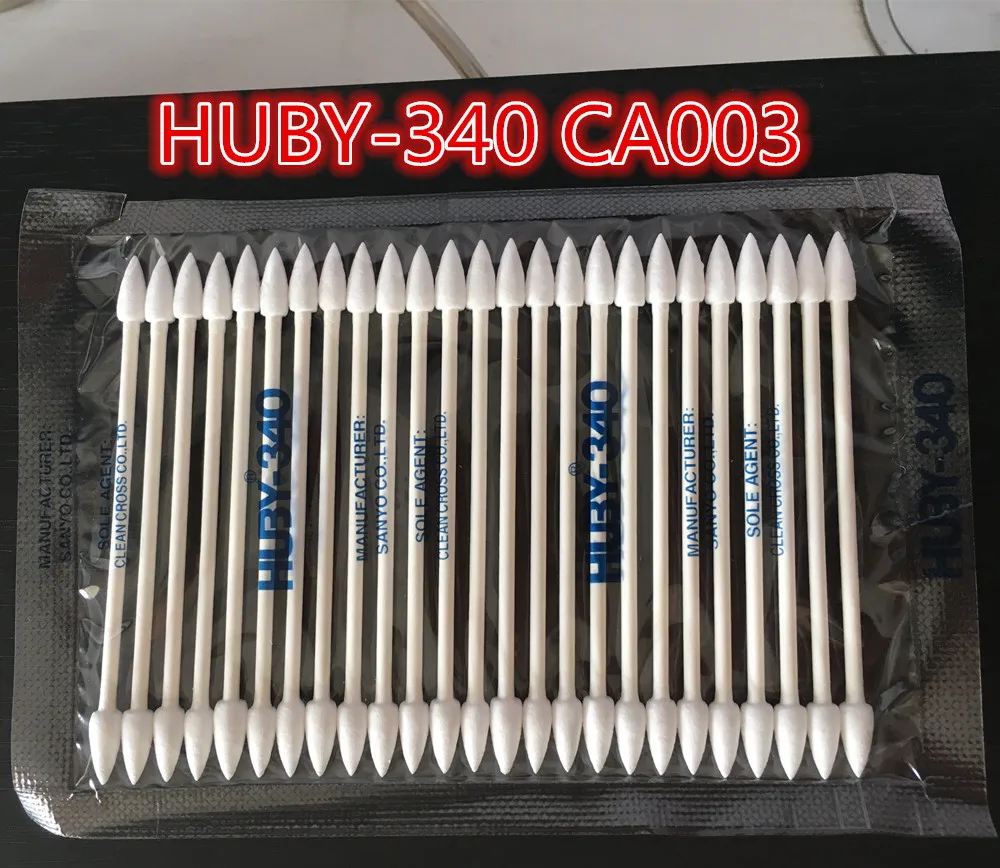 HUBY-340 CA003
MANUFACTURER:
SANYO CO.,LTD.
SOLE AGENT:
CLEAN CROSS CO.,LTD.
HUBY-340
®
MANUFACTURER:
SANYO CO.,LTD.
SOLE AGENT:
CLEAN CROSS CO.,LTD.
HUBY-340
®
MANUFACTURER:
SANYO CO.,LTD.
SOLE AGENT:
CLEAN CROSS CO.,LTD.
HUBY-340